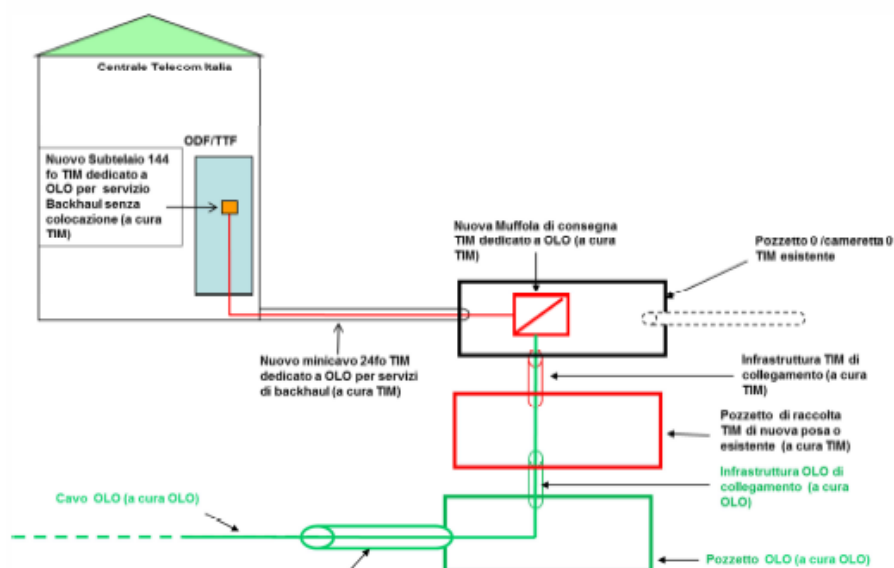 Centrale Telecom Italia
ODF/TTF
Nuovo Subtelaio 144
fo TIM dedicato a
OLO per servizio
Backhaul senza
colocazione (a cura
TIM)
Nuova Muffola di consegna
TIM dedicato a OLO (a cura
TIM)
Pozzetto 0 /cameretta 0
TIM esistente
Nuovo minicavo 24fo TIM
dedicato a OLO per servizi
di backhaul (a cura TIM)
Infrastruttura TIM di
collegamento (a cura
TIM)
Pozzetto di raccolta
TIM di nuova posa o
esistente (a cura TIM)
Infrastruttura OLO di
collegamento (a cura
OLO)
Cavo OLO (a cura OLO)
Pozzetto OLO (a cura OLO)